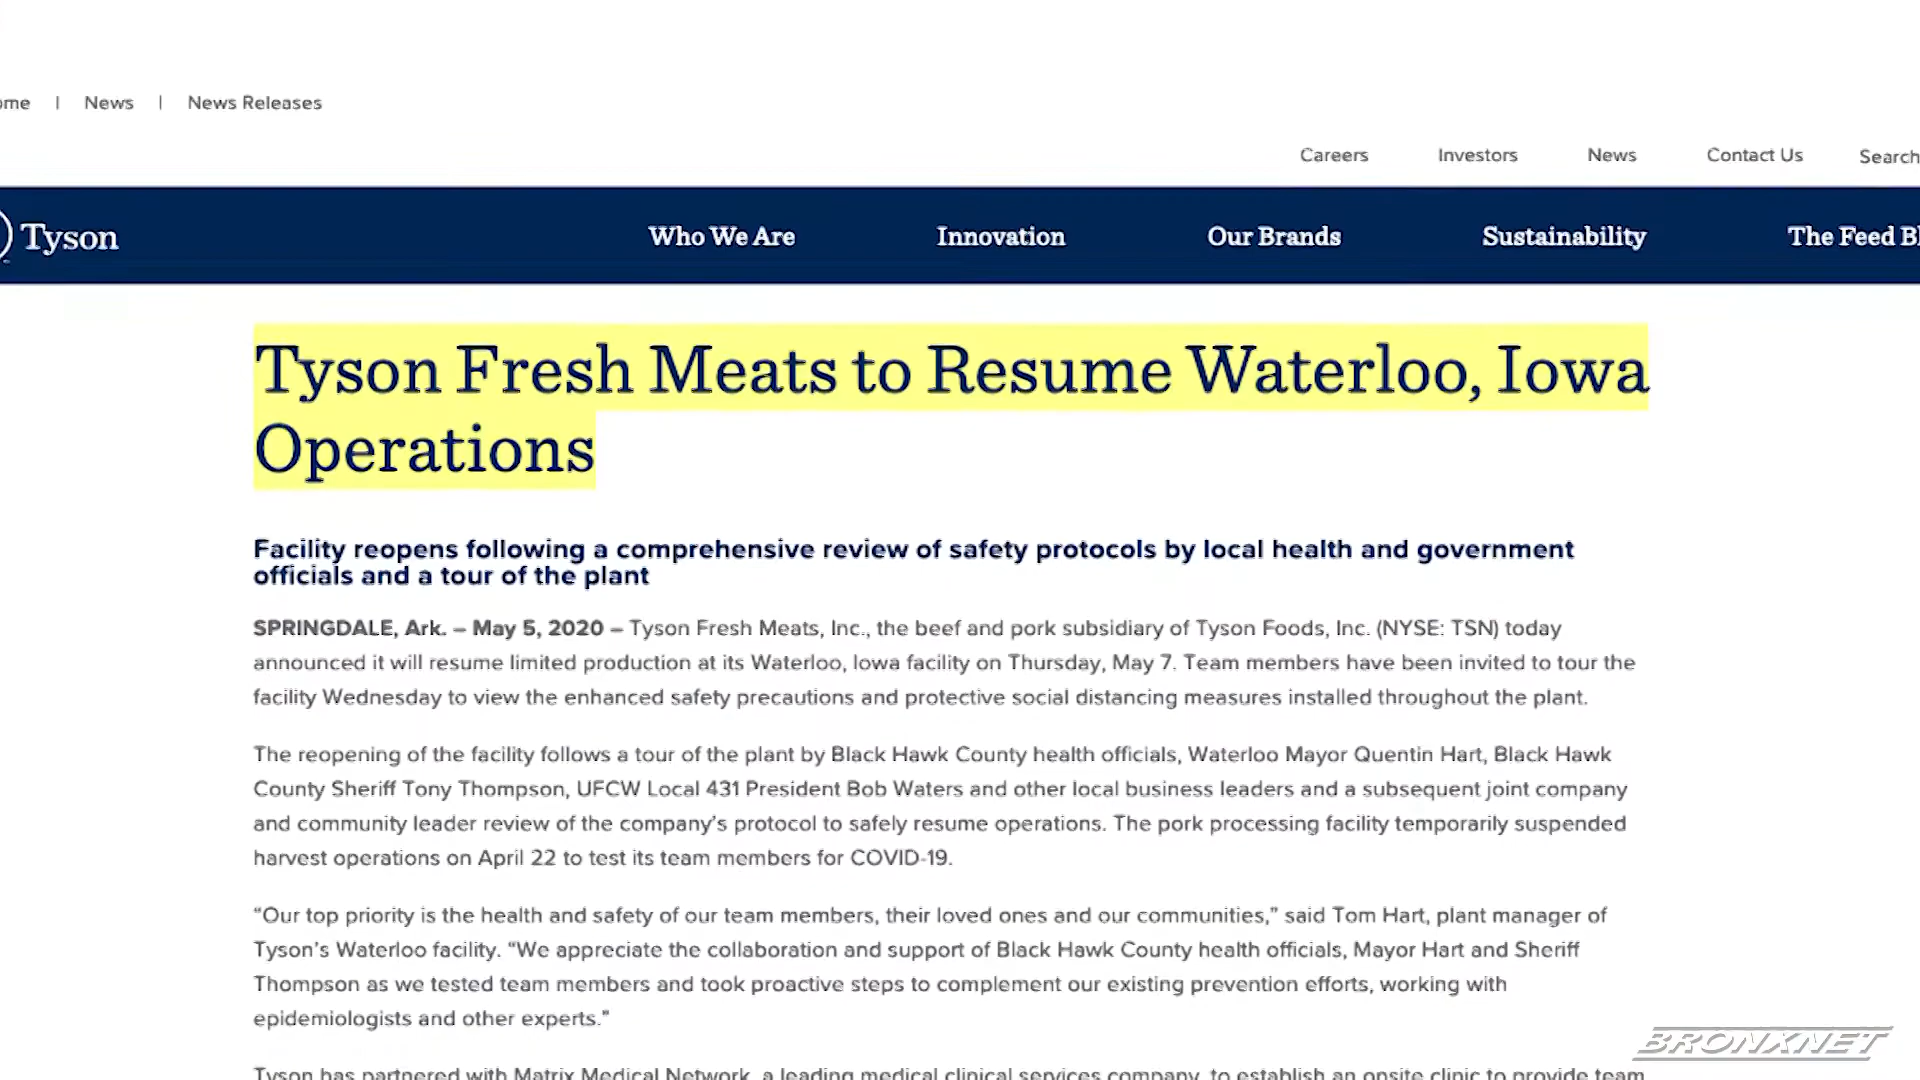 News | News Releases
Careers Investors News Contact Us Search
Tyson Who We Are Innovation Our Brands Sustainability The Feed
Tyson Fresh Meats to Resume Waterloo, Iowa
Operations
Facility reopens following a comprehensive review of safety protocols by local health and government
officials and a tour of the plant
SPRINGDALE, Ark. – May 5, 2020 – Tyson Fresh Meats, Inc., the beef and pork subsidiary of Tyson Foods, Inc. (NYSE: TSN) today
announced it will resume limited production at its Waterloo, Iowa facility on Thursday, May 7. Team members have been invited to tour the
facility Wednesday to view the enhanced safety precautions and protective social distancing measures installed throughout the plant.
The reopening of the facility follows a tour of the plant by Black Hawk County health officials, Waterloo Mayor Quentin Hart, Black Hawk
County Sheriff Tony Thompson, UFCW Local 431 President Bob Waters and other local business leaders and a subsequent joint company
and community leader review of the company's protocol to safely resume operations. The pork processing facility temporarily suspended
harvest operations on April 22 to test its team members for COVID-19.
“Our top priority is the health and safety of our team members, their loved ones and our communities,” said Tom Hart, plant manager of
Tyson's Waterloo facility. “We appreciate the collaboration and support of Black Hawk County health officials, Mayor Hart and Sheriff
Thompson as we tested team members and took proactive steps to complement our existing prevention efforts, working with
epidemiologists and other experts.”
Tyson has partnered with Matrix Medical Network, a leading medical clinical services company, to establish an onsite clinic to provide team
BRONXNET